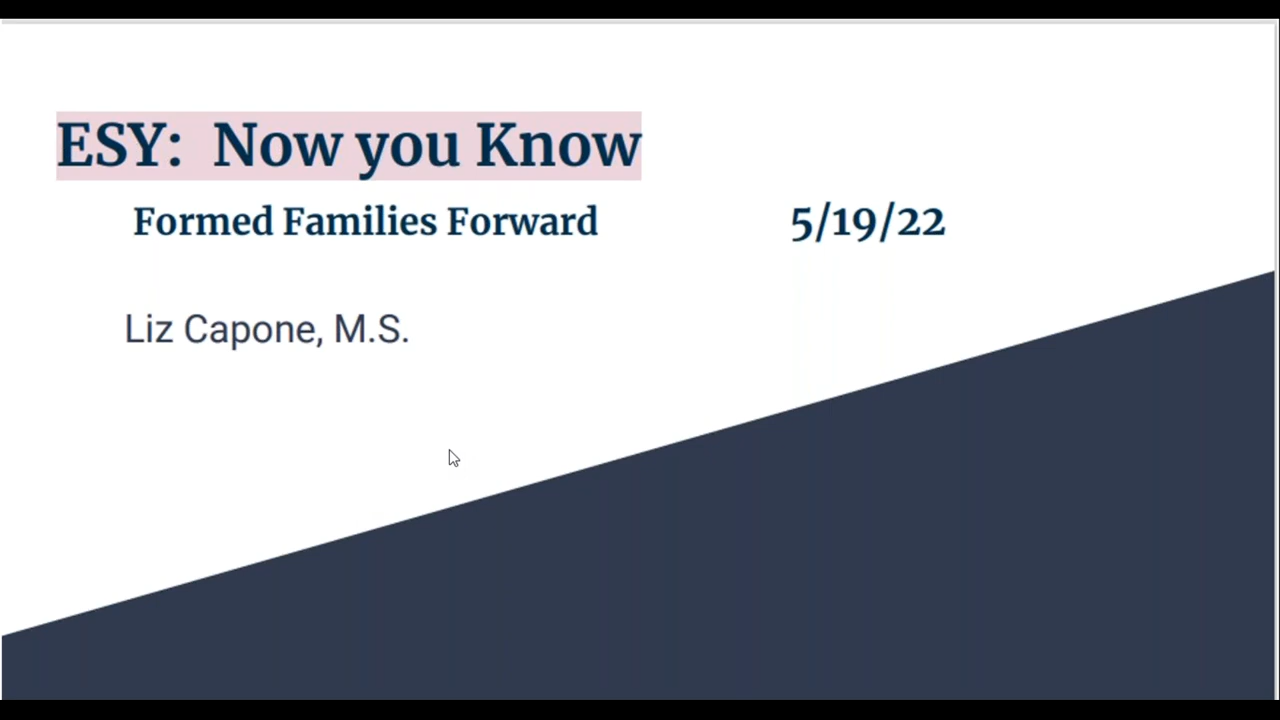 ESY: Now you Know
Formed Families Forward 5/19/22
Liz Capone, M.S.